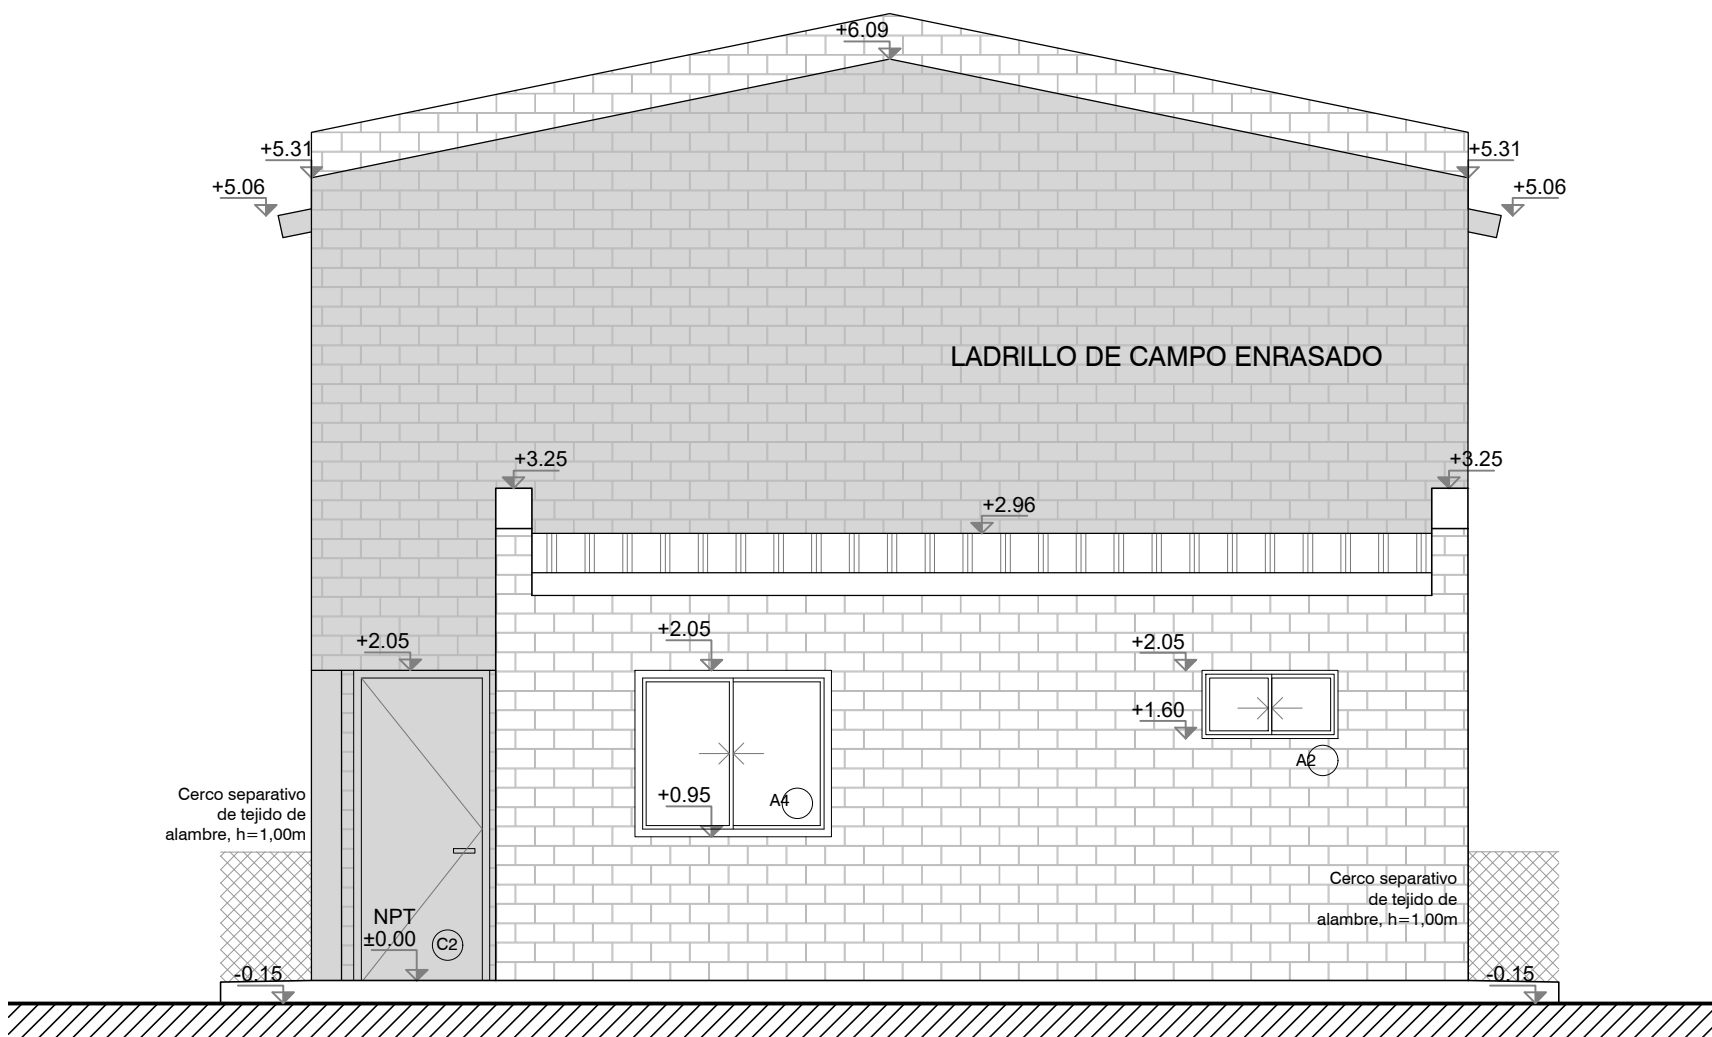 +6.09
+5.31
+5.31
+5.06
+5.06
LADRILLO DE CAMPO ENRASADO
+3.25
+3.25
+2.96
+2.05
+2.05
+2.05
+1.60
A2
+0.95
A4
Cerco separativo
de tejido de
alambre, h=1,00m
Cerco separativo
de tejido de
alambre, h=1,00m
NPT
±0.00
C2
-0.15
-0.15